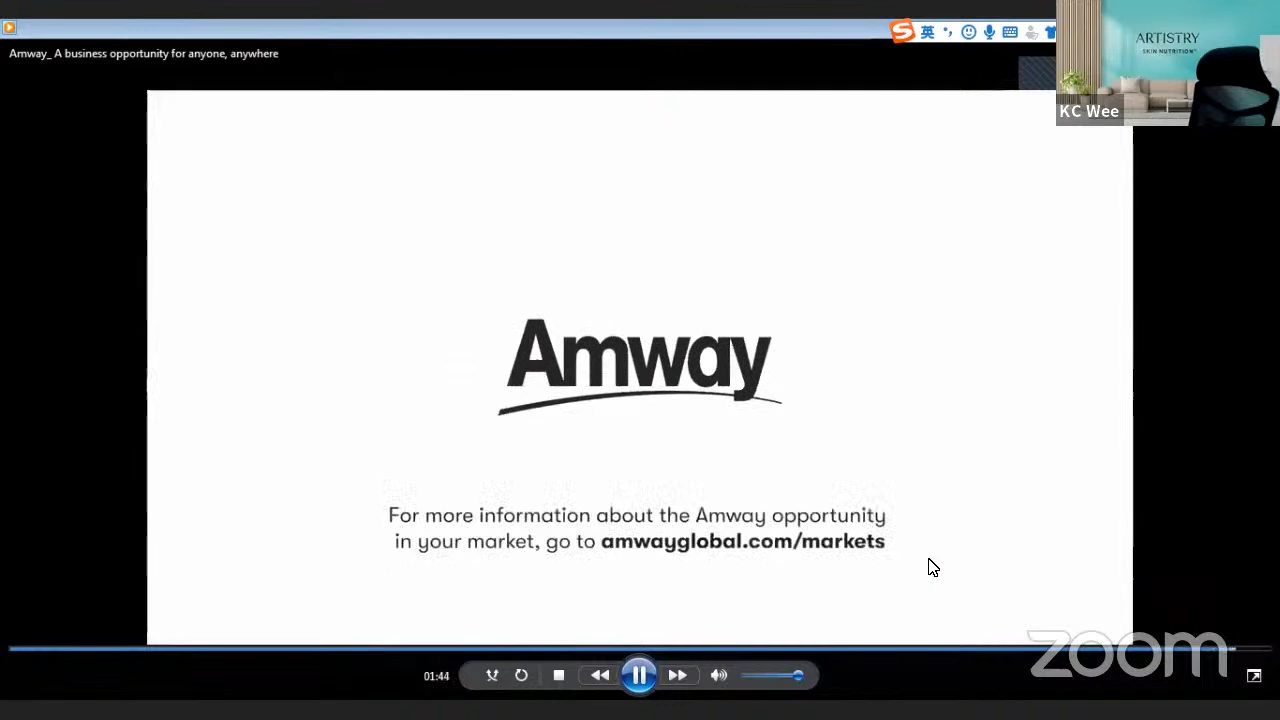 英
Amway_ A business opportunity for anyone, anywhere
ARTISTRY
SKIN NUTRITION™
KC Wee
Amway
For more information about the Amway opportunity
in your market, go to amwayglobal.com/markets
zoom
01:44